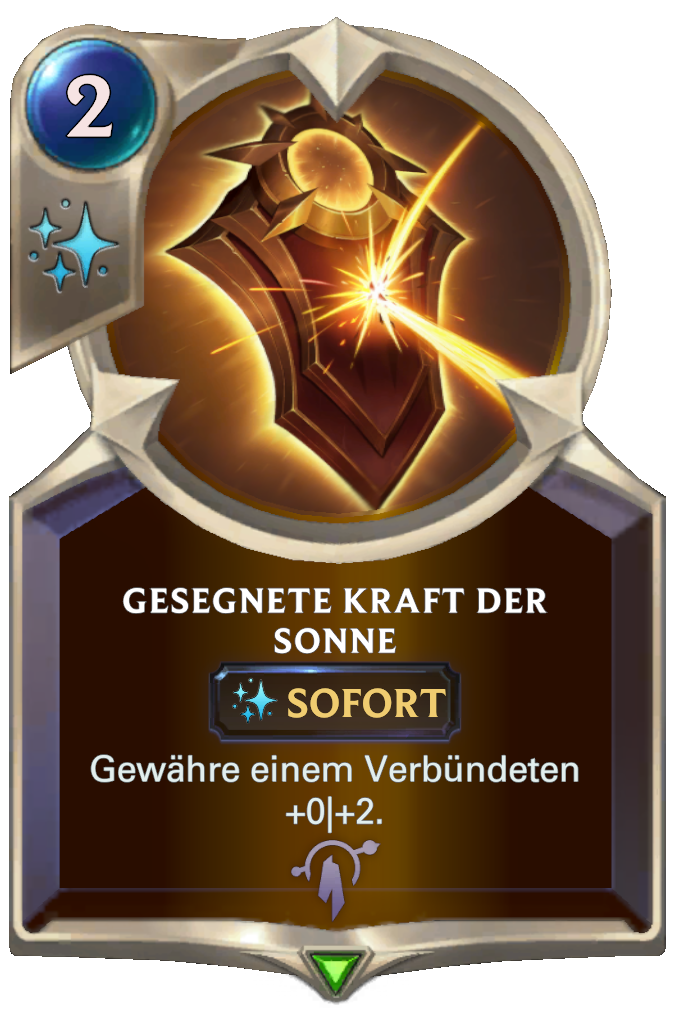 2
GESEGNETE KRAFT DER
SONNE
SOFORT
Gewähre einem Verbündeten
+0|+2.